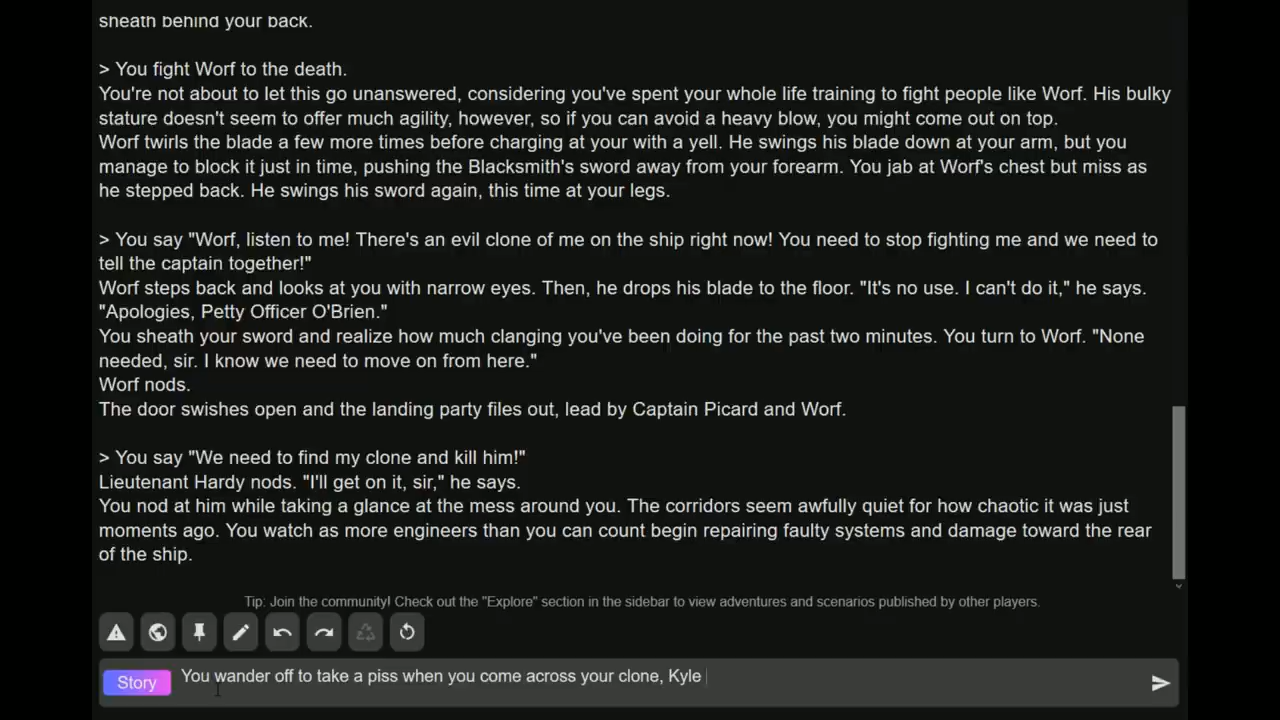 sheath behind your back.
> You fight Worf to the death.
You're not about to let this go unanswered, considering you've spent your whole life training to fight people like Worf. His bulky
stature doesn't seem to offer much agility, however, so if you can avoid a heavy blow, you might come out on top.
Worf twirls the blade a few more times before charging at your with a yell. He swings his blade down at your arm, but you
manage to block it just in time, pushing the Blacksmith's sword away from your forearm. You jab at Worf's chest but miss as
he stepped back. He swings his sword again, this time at your legs.
> You say "Worf, listen to me! There's an evil clone of me on the ship right now! You need to stop fighting me and we need to
tell the captain together!"
Worf steps back and looks at you with narrow eyes. Then, he drops his blade to the floor. "It's no use. I can't do it," he says.
"Apologies, Petty Officer O'Brien."
You sheath your sword and realize how much clanging you've been doing for the past two minutes. You turn to Worf. "None
needed, sir. I know we need to move on from here."
Worf nods.
The door swishes open and the landing party files out, lead by Captain Picard and Worf.
> You say "We need to find my clone and kill him!"
Lieutenant Hardy nods. "I'll get on it, sir," he says.
You nod at him while taking a glance at the mess around you. The corridors seem awfully quiet for how chaotic it was just
moments ago. You watch as more engineers than you can count begin repairing faulty systems and damage toward the rear
of the ship.
Tip: Join the community! Check out the "Explore" section in the sidebar to view adventures and scenarios published by other players.
Story You wander off to take a piss when you come across your clone, Kyle